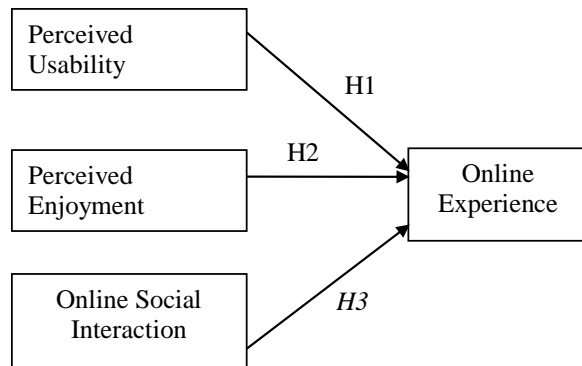 Perceived
Usability
H1
H2
Perceived
Enjoyment
Online
Experience
Online Social
Interaction
H3